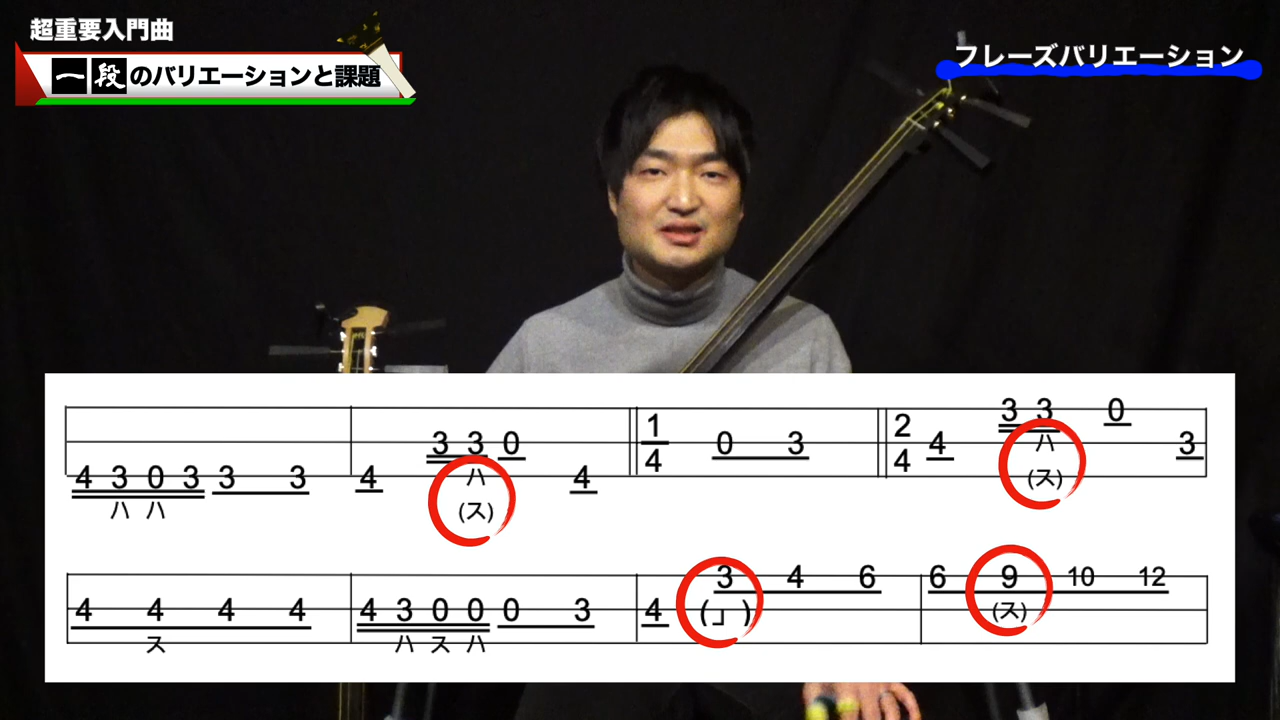 超重要入門曲
一段のバリエーションと課題
フレーズバリエーション
3 3 0 1 0 3 2 4 3 3 0 3
4 4
4 3 0 3 3 3 4 4
ハ ハ ハ ハ
(ス) (ス)
3 4 6 6 9 10 12
4 4 4 4 4 3 0 0 0 3 4 (」) (ス)
ス ハ ス ハ